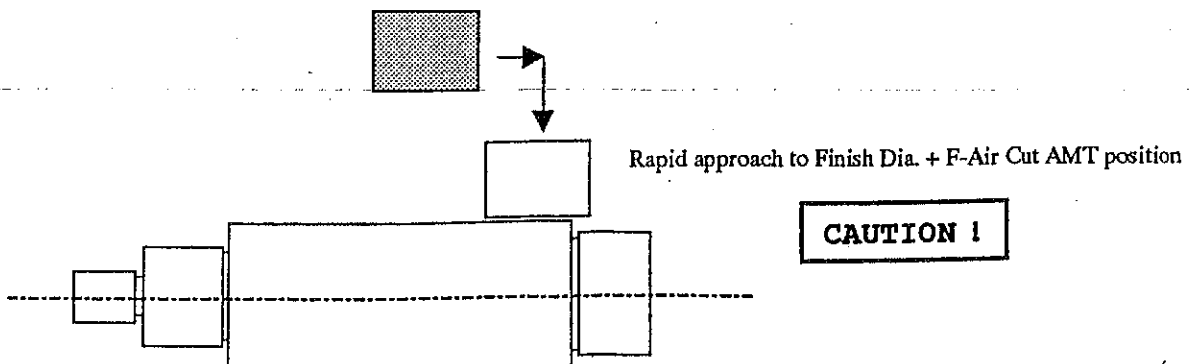 Rapid approach to Finish Dia. + F-Air Cut AMT position
CAUTION !